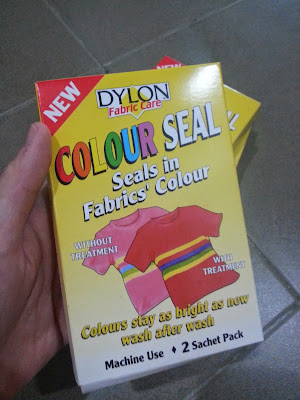 NEW
DYLON
Fabric Care
COLOUR SEAL
Seals in
Fabrics' Colour
WITHOUT
TREATMENT
WITH
TREATMENT
Colours stay as bright as new
wash after wash
Machine Use ♦ 2 Sachet Pack